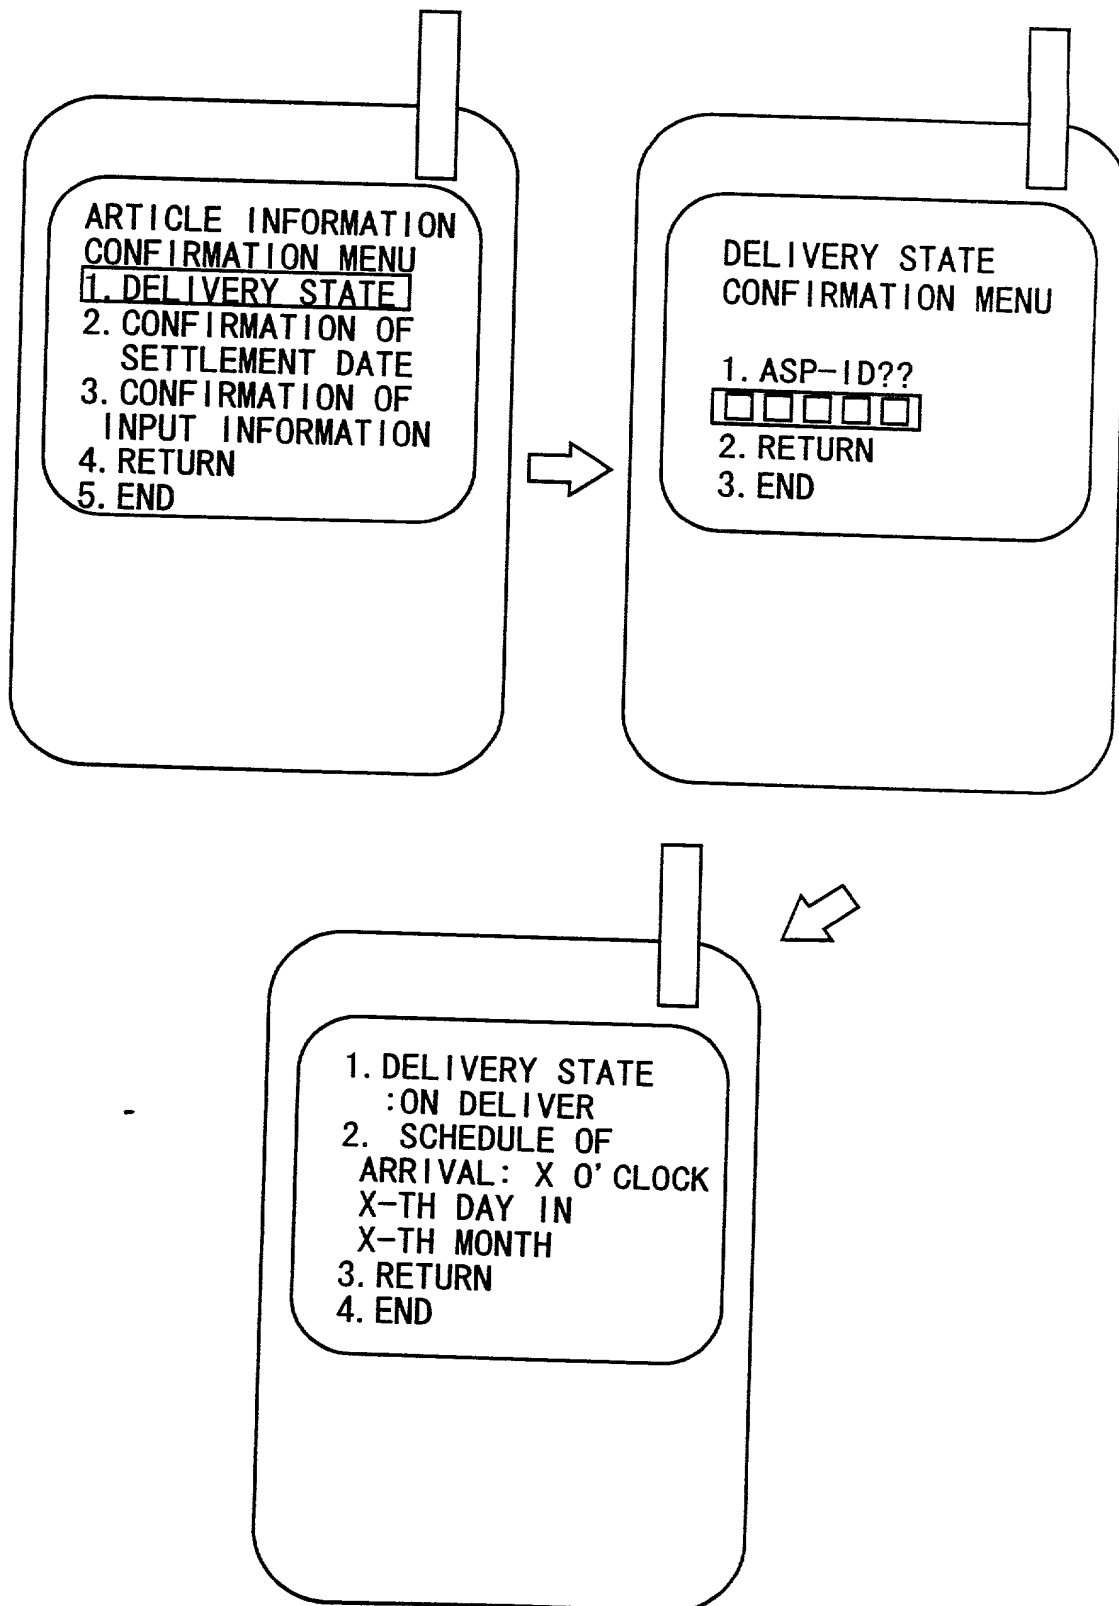 ARTICLE INFORMATION
CONFIRMATION MENU
1. DELIVERY STATE
2. CONFIRMATION OF
SETTLEMENT DATE
3. CONFIRMATION OF
INPUT INFORMATION
4. RETURN
5. END
DELIVERY STATE
CONFIRMATION MENU
1. ASP-ID??
□□□□□
2. RETURN
3. END
1. DELIVERY STATE
:ON DELIVER
2. SCHEDULE OF
ARRIVAL: X O'CLOCK
X-TH DAY IN
X-TH MONTH
3. RETURN
4. END